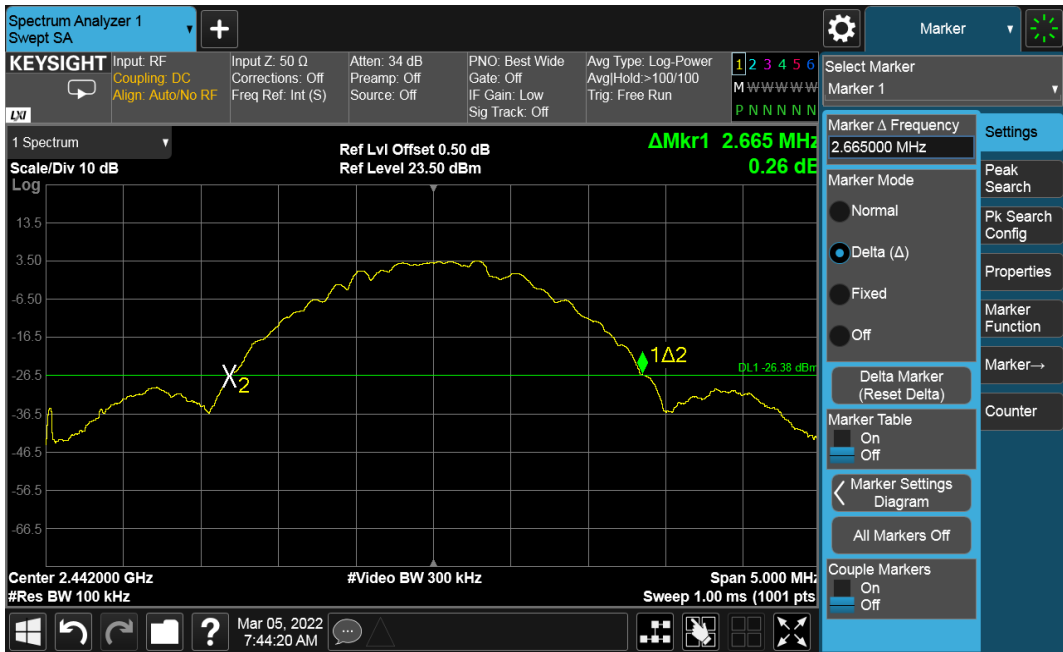 Spectrum Analyzer 1
Swept SA
+
Marker
KEYSIGHT
LXI
Input: RF
Coupling: DC
Align: Auto/No RF
Input Z: 50 Ω
Corrections: Off
Freq Ref: Int (S)
Atten: 34 dB
Preamp: Off
Source: Off
PNO: Best Wide
Gate: Off
IF Gain: Low
Sig Track: Off
Avg Type: Log-Power
Avg|Hold:>100/100
Trig: Free Run
1 2 3 4 5 6
M W W W W W
P N N N N N
Select Marker
Marker 1
1 Spectrum
Scale/Div 10 dB
Log
Ref Lvl Offset 0.50 dB
Ref Level 23.50 dBm
ΔMkr1 2.665 MHz
0.26 dB
13.5
3.50
-6.50
-16.5
-26.5
-36.5
-46.5
-56.5
-66.5
X2
1Δ2
DL1 -26.38 dBm
Center 2.442000 GHz
#Res BW 100 kHz
#Video BW 300 kHz
Span 5.000 MHz
Sweep 1.00 ms (1001 pts
Marker Δ Frequency
2.665000 MHz
Marker Mode
Normal
Delta (Δ)
Fixed
Off
Delta Marker
(Reset Delta)
Marker Table
On
Off
Marker Settings
Diagram
All Markers Off
Couple Markers
On
Off
Settings
Peak
Search
Pk Search
Config
Properties
Marker
Function
Marker→
Counter
?
Mar 05, 2022
7:44:20 AM